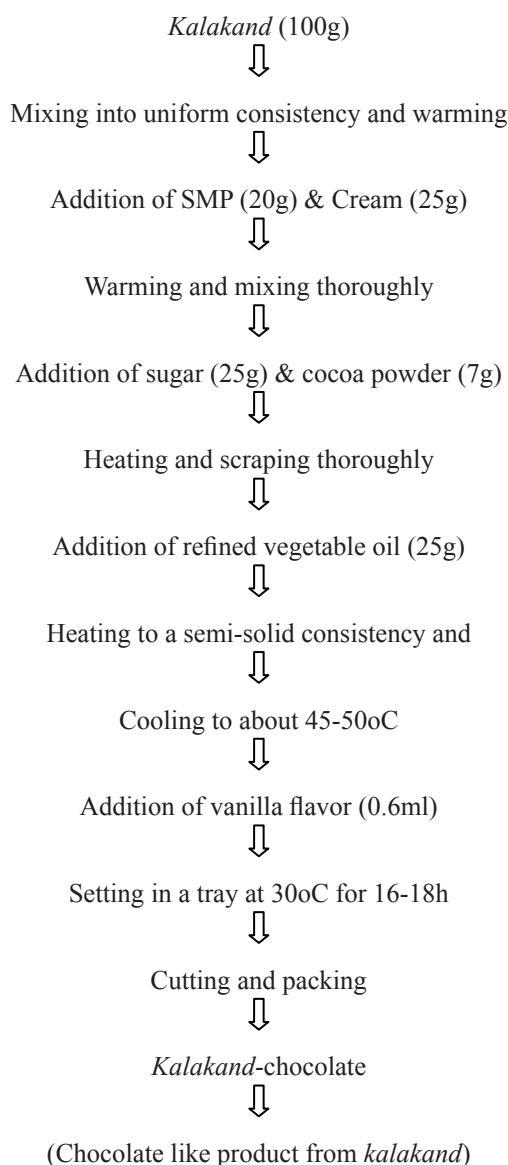 Kalakand (100g)
Mixing into uniform consistency and warming
Addition of SMP (20g) & Cream (25g)
Warming and mixing thoroughly
Addition of sugar (25g) & cocoa powder (7g)
Heating and scraping thoroughly
Addition of refined vegetable oil (25g)
Heating to a semi-solid consistency and
Cooling to about 45-50oC
Addition of vanilla flavor (0.6ml)
Setting in a tray at 30oC for 16-18h
Cutting and packing
Kalakand-chocolate
(Chocolate like product from kalakand)